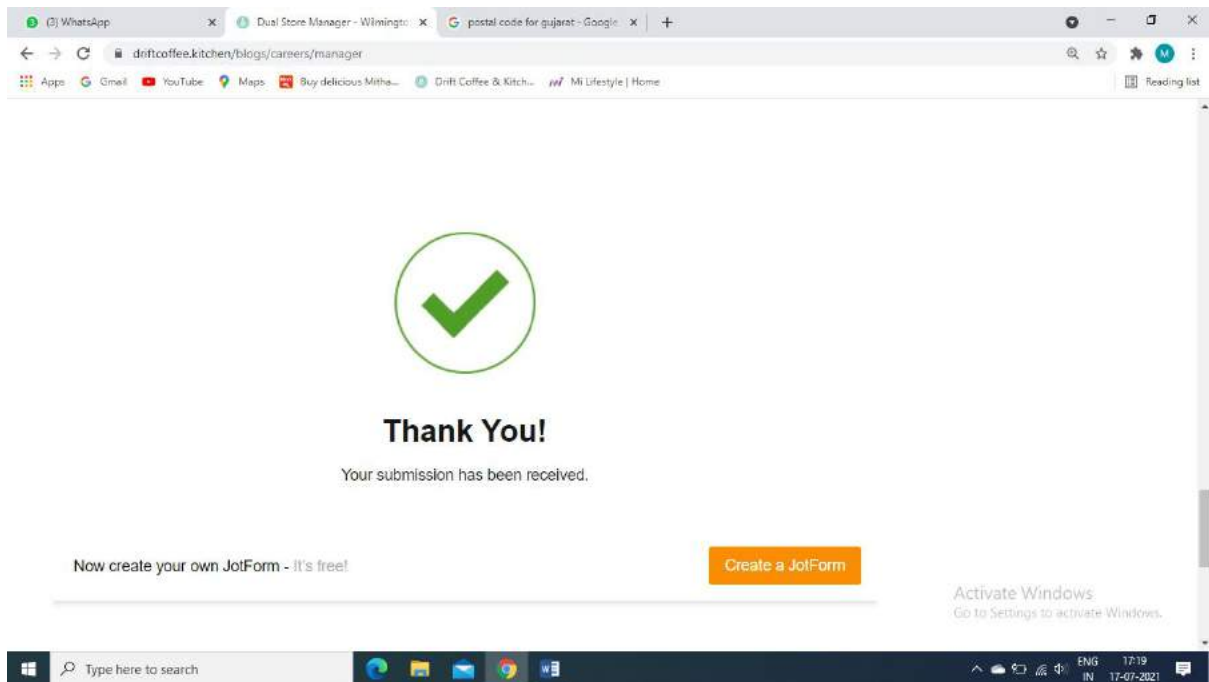 (3) WhatsApp
Dual Store Manager - Wilmingto
postal code for gujarat - Google
driftcoffee.kitchen/blogs/careers/manager
Apps
Gmail
YouTube
Maps
Buy delicious Mitha...
Drift Coffee & Kitch...
Mi Lifestyle | Home
Reading list
M
Thank You!
Your submission has been received.
Now create your own JotForm - It's free!
Create a JotForm
Activate Windows
Go to Settings to activate Windows.
Type here to search
ENG
IN
17:19
17-07-2021